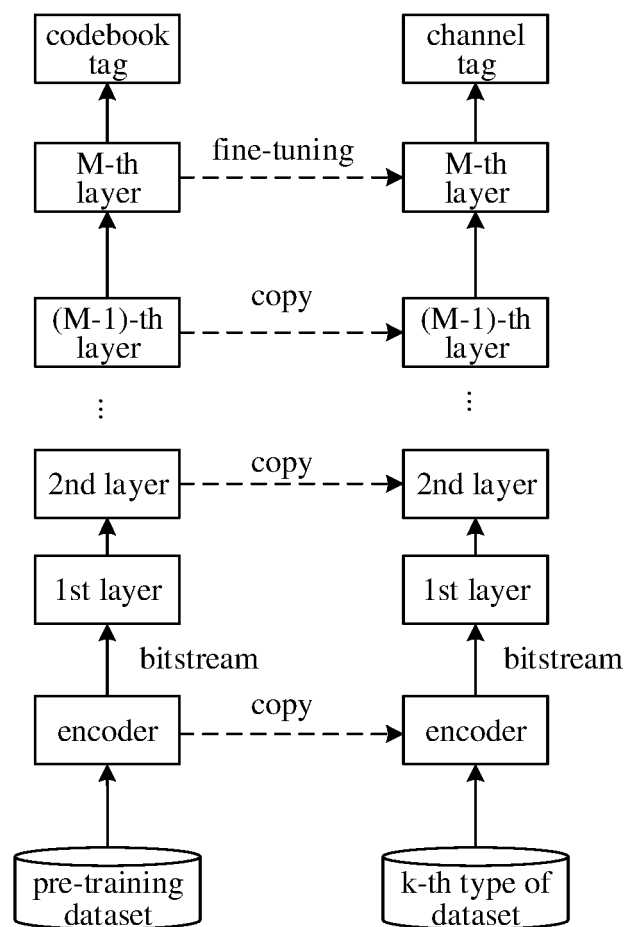 codebook
tag
channel
tag
fine-tuning
M-th
layer
M-th
layer
copy
(M-1)-th
layer
(M-1)-th
layer
...
...
copy
2nd layer
2nd layer
1st layer
1st layer
bitstream
bitstream
copy
encoder
encoder
pre-training
dataset
k-th type of
dataset